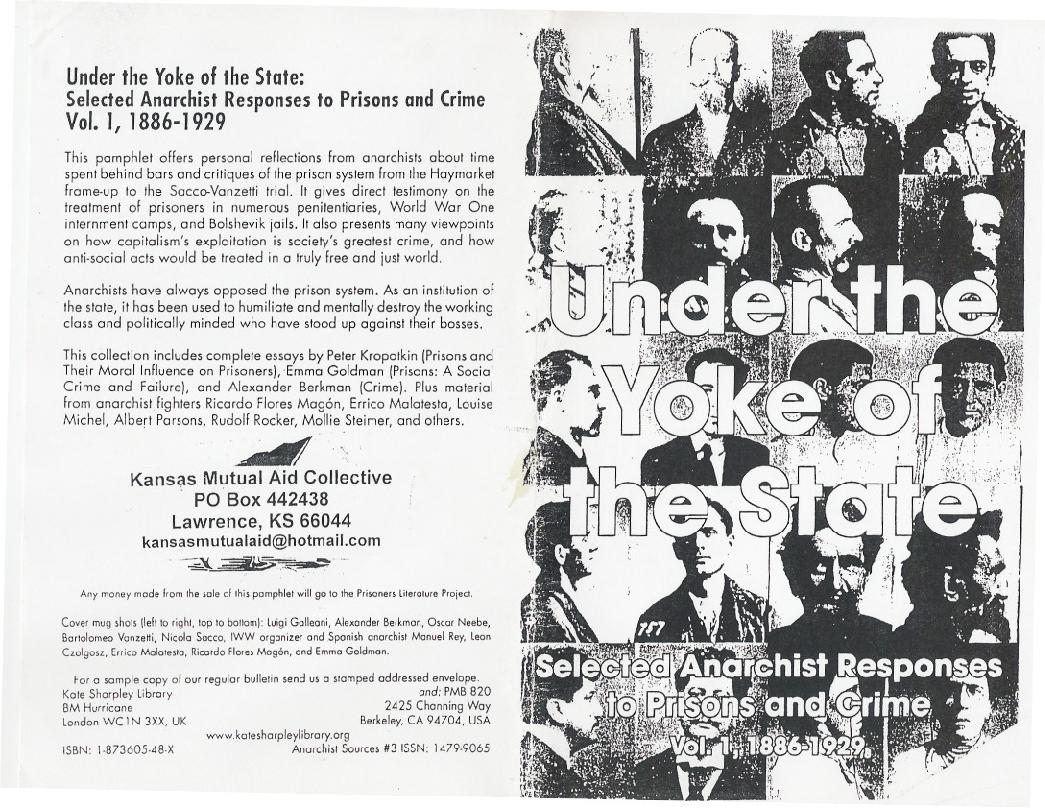 Under the Yoke of the State:
Selected Anarchist Responses to Prisons and Crime
Vol. 1, 1886-1929
This pamphlet offers personal reflections from anarchists about time
spent behind bars and critiques of the prison system from the Haymarket
frame-up to the Sacco-Vanzetti trial. It gives direct testimony on the
treatment of prisoners in numerous penitentiaries, World War One
internment camps, and Bolshevik jails. It also presents many viewpoints
on how capitalism's exploitation is society's greatest crime, and how
anti-social acts would be treated in a truly free and just world.
Anarchists have always opposed the prison system. As an institution of
the state, it has been used to humiliate and mentally destroy the working
class and politically minded who have stood up against their bosses.
This collection includes complete essays by Peter Kropotkin (Prisons and
Their Moral Influence on Prisoners), Emma Goldman (Prisons: A Social
Crime and Failure), and Alexander Berkman (Crime). Plus material
from anarchist fighters Ricardo Flores Magón, Errico Malatesta, Louise
Michel, Albert Parsons, Rudolf Rocker, Mollie Steimer, and others.
Kansas Mutual Aid Collective
PO Box 442438
Lawrence, KS 66044
kansasmutualaid@hotmail.com
Any money made from the sale of this pamphlet will go to the Prisoners Literature Project.
Cover mug shots (left to right, top to bottom): Luigi Galleani, Alexander Berkman, Oscar Neebe,
Bartolomeo Vanzetti, Nicola Sacco, IWW organizer and Spanish anarchist Manuel Rey, Leon
Czolgosz, Errico Malatesta, Ricardo Flores Magón, and Emma Goldman.
For a sample copy of our regular bulletin send us a stamped addressed envelope.
Kate Sharpley Library and: PMB 820
BM Hurricane 2425 Channing Way
London WC1N 3XX, UK Berkeley, CA 94704, USA
www.katesharpleylibrary.org
ISBN: 1-873605-48-X Anarchist Sources #3 ISSN: 1479-9065
Under the
Yoke of
the State
757
Selected Anarchist Responses
to Prisons and Crime
Vol. 1, 1886-1929